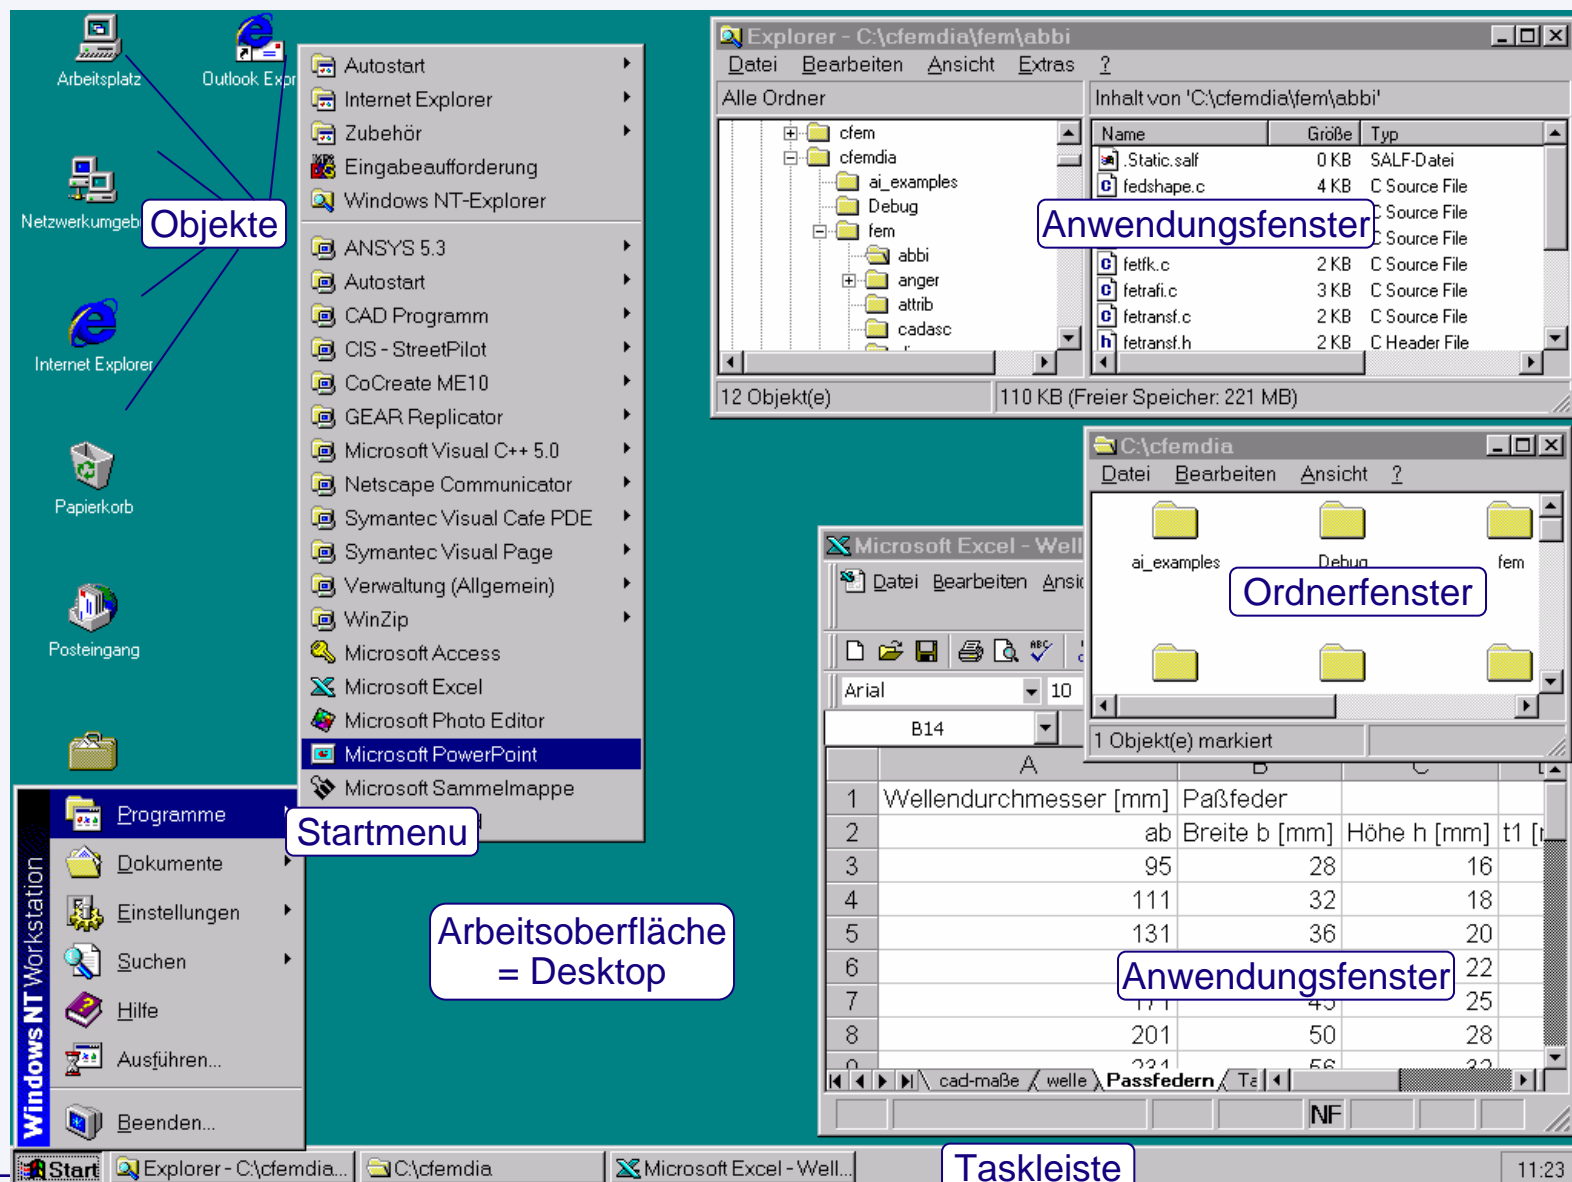 Arbeitsplatz
Outlook Expr
Netzwerkumgeb
Objekte
Internet Explorer
Papierkorb
Posteingang
Autostart
Internet Explorer
Zubehör
Eingabeaufforderung
Windows NT-Explorer
ANSYS 5.3
Autostart
CAD Programm
CIS - StreetPilot
CoCreate ME10
GEAR Replicator
Microsoft Visual C++ 5.0
Netscape Communicator
Symantec Visual Cafe PDE
Symantec Visual Page
Verwaltung (Allgemein)
WinZip
Microsoft Access
Microsoft Excel
Microsoft Photo Editor
Microsoft PowerPoint
Microsoft Sammelmappe
Startmenu
Windows NT Workstation
Programme
Dokumente
Einstellungen
Suchen
Hilfe
Ausführen...
Beenden...
Arbeitsoberfläche
= Desktop
Explorer - C:\cfemdia\fem\abbi
Datei Bearbeiten Ansicht Extras ?
Alle Ordner
Inhalt von 'C:\cfemdia\fem\abbi'
cfem
cfemdia
ai_examples
Debug
fem
abbi
anger
attrib
cadasc
Name Größe Typ
.Static.salf 0 KB SALF-Datei
fedshape.c 4 KB C Source File
C Source File
C Source File
fetfk.c 2 KB C Source File
fetrafi.c 3 KB C Source File
fetransf.c 2 KB C Source File
fetransf.h 2 KB C Header File
Anwendungsfenster
12 Objekt(e)
110 KB (Freier Speicher: 221 MB)
C:\cfemdia
Datei Bearbeiten Ansicht ?
ai_examples Debug fem
Ordnerfenster
1 Objekt(e) markiert
Microsoft Excel - Well
Datei Bearbeiten Ansic
Arial 10
B14
A B C
1 Wellendurchmesser [mm] Paßfeder
2 ab Breite b [mm] Höhe h [mm] t1 [
3 95 28 16
4 111 32 18
5 131 36 20
6 22
7 171 45 25
8 201 50 28
9 231 56 32
Anwendungsfenster
cad-maße welle Passfedern Ta
NF
Start
Explorer - C:\cfemdia...
C:\cfemdia
Microsoft Excel - Well...
Taskleiste
11:23